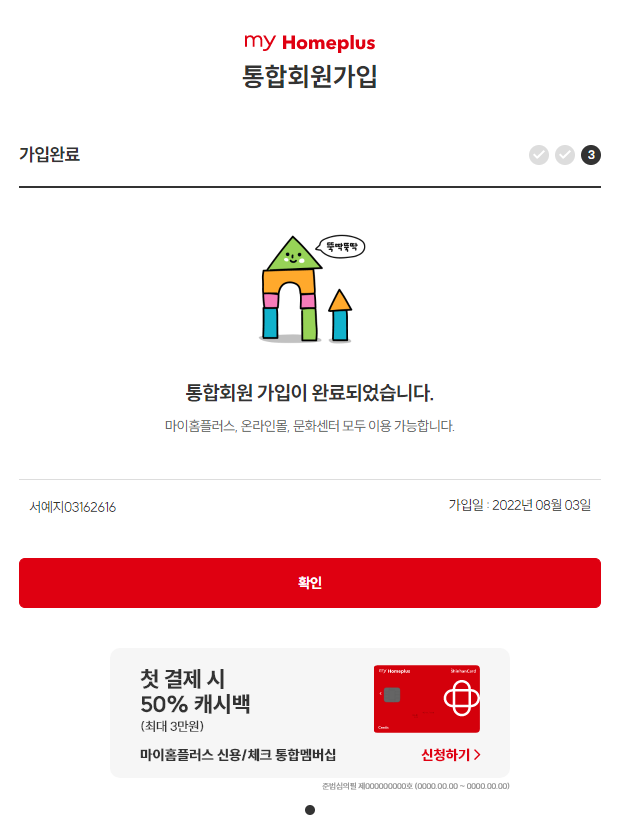 my Homeplus
통합회원가입
가입완료
3
뚝딱뚝딱
통합회원 가입이 완료되었습니다.
마이홈플러스, 온라인몰, 문화센터 모두 이용 가능합니다.
서예지03162616
가입일 : 2022년 08월 03일
확인
첫 결제 시
50% 캐시백
(최대 3만원)
my Homeplus
ShinhanCard
Credit
마이홈플러스 신용/체크 통합멤버십
신청하기
준법심의필 제000000000호 (0000.00.00 ~ 0000.00.00)